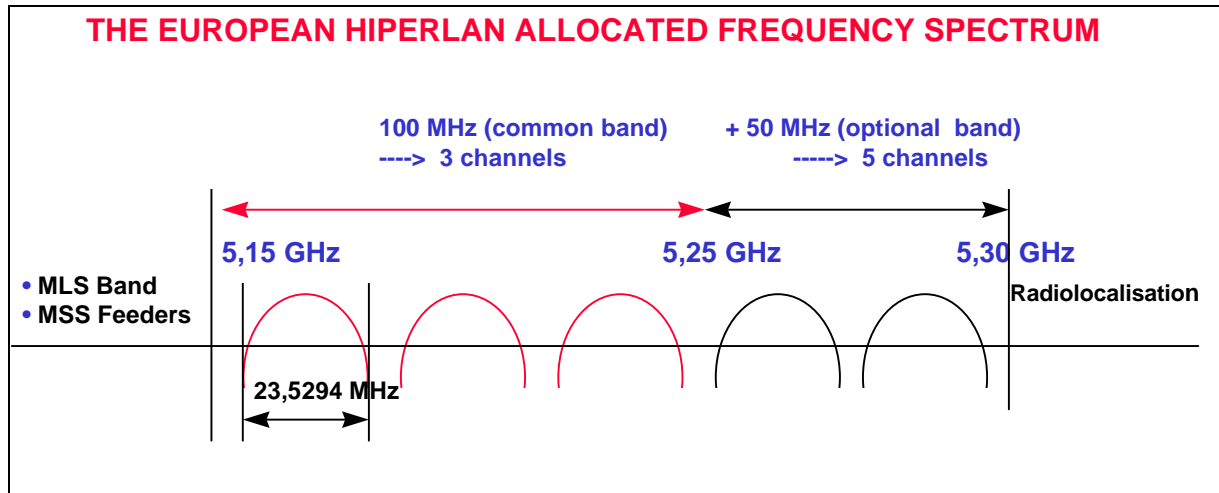 THE EUROPEAN HIPERLAN ALLOCATED FREQUENCY SPECTRUM
100 MHz (common band)
----> 3 channels
+ 50 MHz (optional band)
-----> 5 channels
5,15 GHz
5,25 GHz
5,30 GHz
• MLS Band
• MSS Feeders
Radiolocalisation
23,5294 MHz